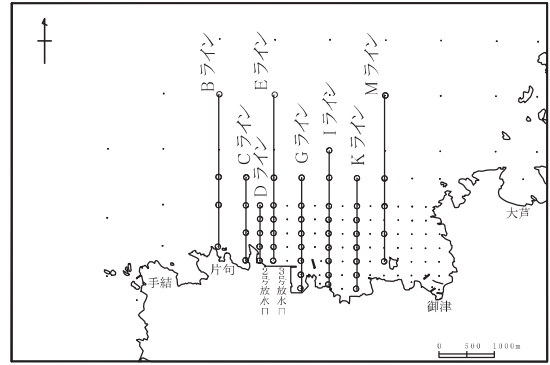 Bライン
Cライン
Dライン
Eライン
Gライン
Iライン
Kライン
Mライン
大芦
片句
手結
2号放水口
3号放水口
御津
0 500 1000m